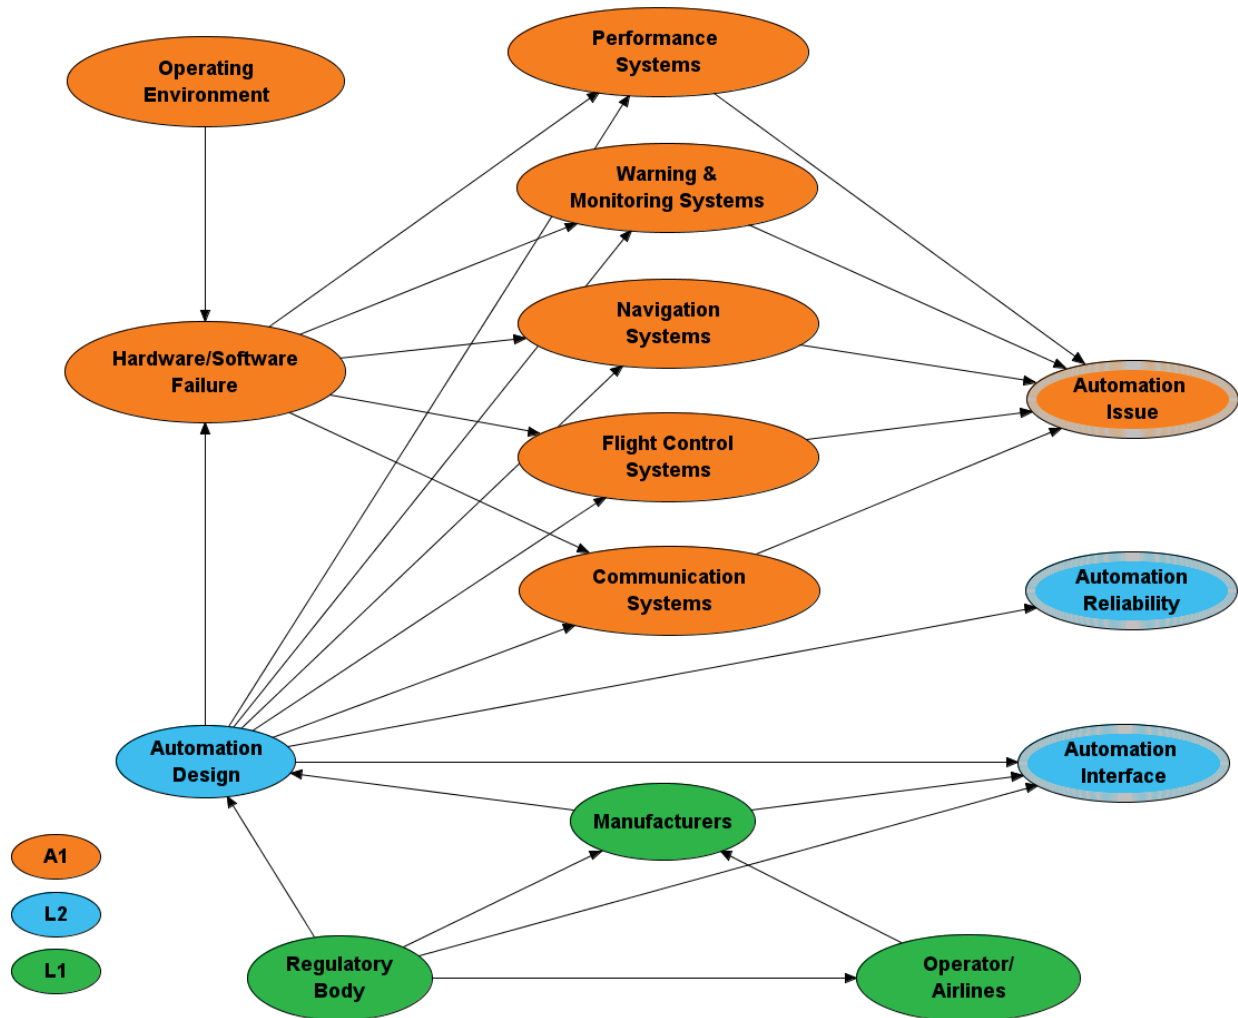 Performance
Systems
Operating
Environment
Warning &
Monitoring Systems
Navigation
Systems
Hardware/Software
Failure
Automation
Issue
Flight Control
Systems
Communication
Systems
Automation
Reliability
Automation
Design
Automation
Interface
Manufacturers
A1
L2
L1
Regulatory
Body
Operator/
Airlines